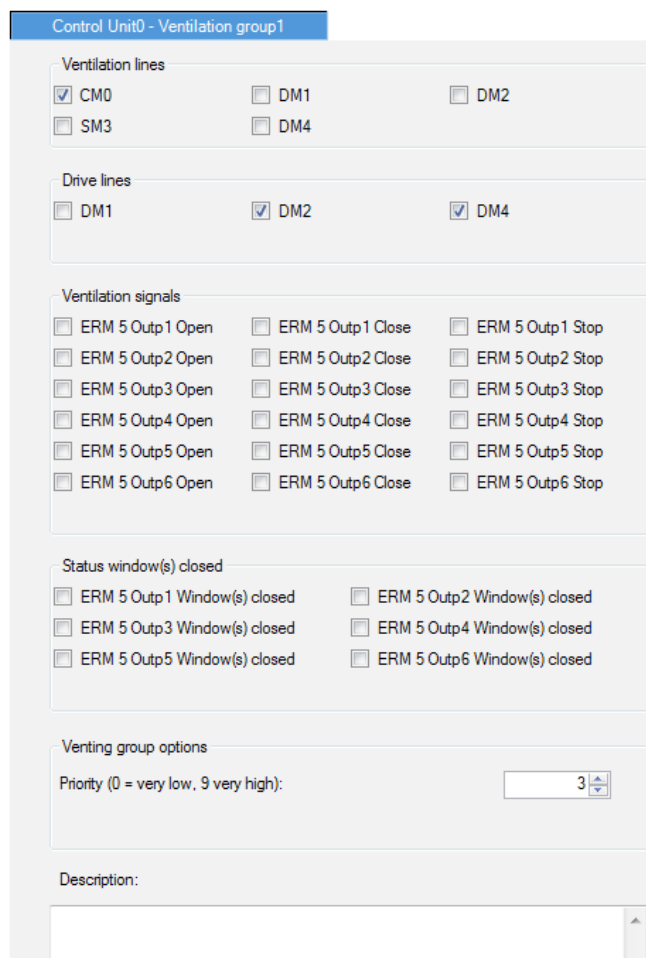 Control Unit0 - Ventilation group1
Ventilation lines
CM0 DM1 DM2
SM3 DM4
Drive lines
DM1 DM2 DM4
Ventilation signals
ERM 5 Outp1 Open ERM 5 Outp1 Close ERM 5 Outp1 Stop
ERM 5 Outp2 Open ERM 5 Outp2 Close ERM 5 Outp2 Stop
ERM 5 Outp3 Open ERM 5 Outp3 Close ERM 5 Outp3 Stop
ERM 5 Outp4 Open ERM 5 Outp4 Close ERM 5 Outp4 Stop
ERM 5 Outp5 Open ERM 5 Outp5 Close ERM 5 Outp5 Stop
ERM 5 Outp6 Open ERM 5 Outp6 Close ERM 5 Outp6 Stop
Status window(s) closed
ERM 5 Outp1 Window(s) closed ERM 5 Outp2 Window(s) closed
ERM 5 Outp3 Window(s) closed ERM 5 Outp4 Window(s) closed
ERM 5 Outp5 Window(s) closed ERM 5 Outp6 Window(s) closed
Venting group options
Priority (0 = very low, 9 very high): 3
Description: